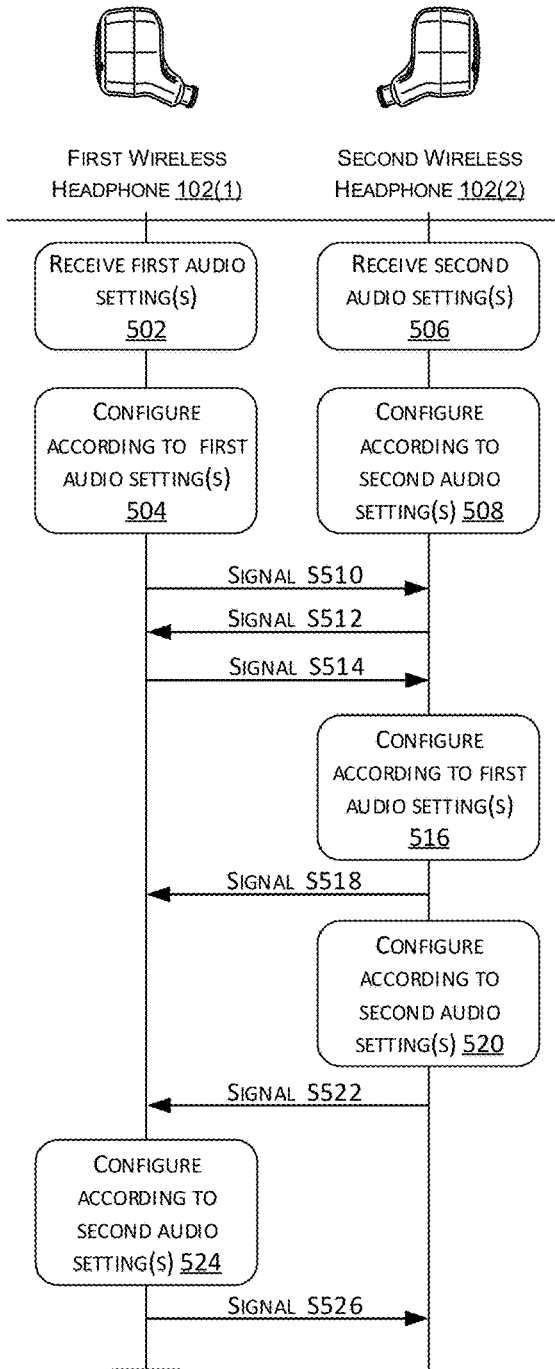 FIRST WIRELESS
HEADPHONE 102(1)
SECOND WIRELESS
HEADPHONE 102(2)
RECEIVE FIRST AUDIO
SETTING(S)
502
RECEIVE SECOND
AUDIO SETTING(S)
506
CONFIGURE
ACCORDING TO FIRST
AUDIO SETTING(S)
504
CONFIGURE
ACCORDING TO
SECOND AUDIO
SETTING(S) 508
SIGNAL S510
SIGNAL S512
SIGNAL S514
CONFIGURE
ACCORDING TO FIRST
AUDIO SETTING(S)
516
SIGNAL S518
CONFIGURE
ACCORDING TO
SECOND AUDIO
SETTING(S) 520
SIGNAL S522
CONFIGURE
ACCORDING TO
SECOND AUDIO
SETTING(S) 524
SIGNAL S526